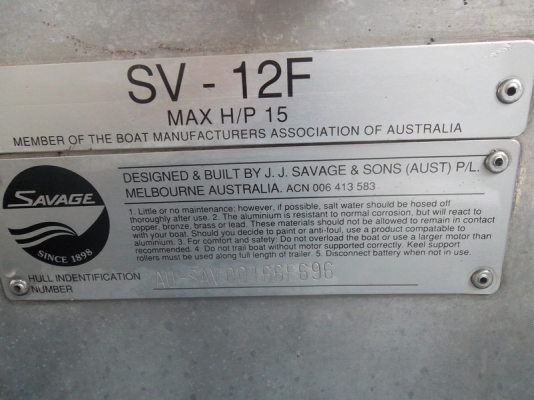 SV - 12F
MAX H/P 15
MEMBER OF THE BOAT MANUFACTURERS ASSOCIATION OF AUSTRALIA
SAVAGE
SINCE 1898
DESIGNED & BUILT BY J. J. SAVAGE & SONS (AUST) P/L.
MELBOURNE AUSTRALIA. ACN 006 413 583
1. Little or no maintenance; however, if possible, salt water should be hosed off
thoroughly after use. 2. The aluminium is resistant to normal corrosion, but will react to
copper, bronze, brass or lead. These materials should not be allowed to remain in contact
with your boat. Should you decide to paint or anti-foul, use a product compatable to
aluminium. 3. For comfort and safety: Do not overload the boat or use a larger motor than
recommended. 4. Do not trail boat without motor supported correctly. Keel support
rollers must be used along full length of trailer. 5. Disconnect battery when not in use.
HULL INDENTIFICATION
NUMBER